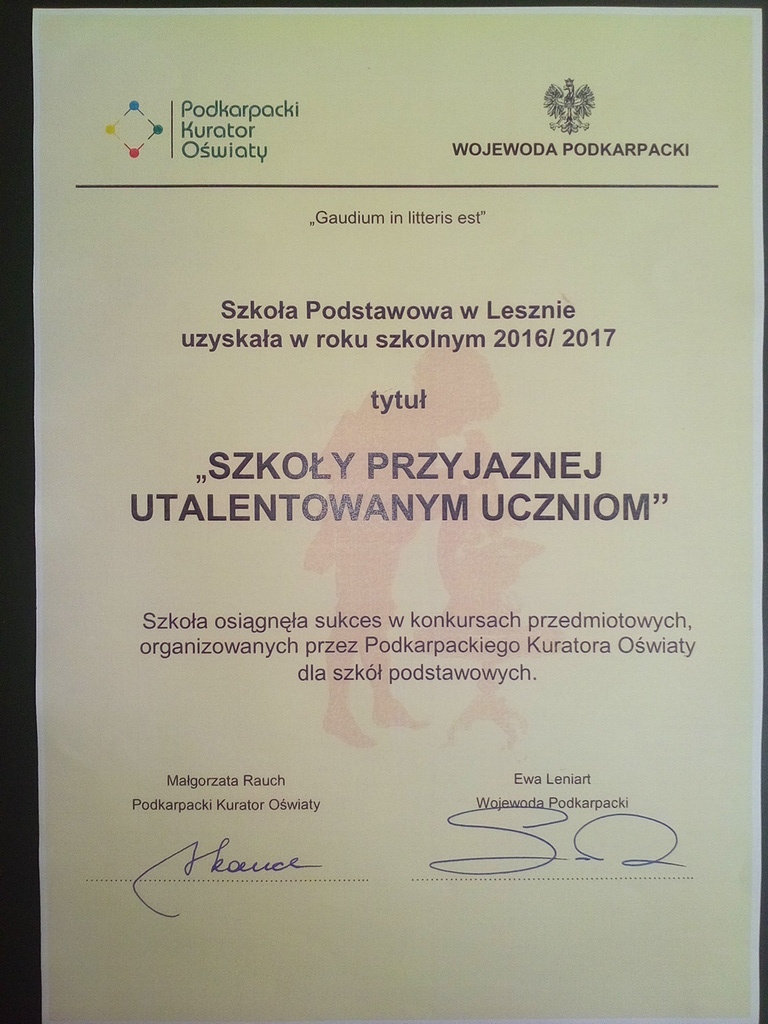 Podkarpacki
Kurator
Oświaty
WOJEWODA PODKARPACKI
„Gaudium in litteris est”
Szkoła Podstawowa w Lesznie
uzyskała w roku szkolnym 2016/ 2017
tytuł
„SZKOŁY PRZYJAZNEJ
UTALENTOWANYM UCZNIOM”
Szkoła osiągnęła sukces w konkursach przedmiotowych,
organizowanych przez Podkarpackiego Kuratora Oświaty
dla szkół podstawowych.
Małgorzata Rauch
Podkarpacki Kurator Oświaty
Ewa Leniart
Wojewoda Podkarpacki